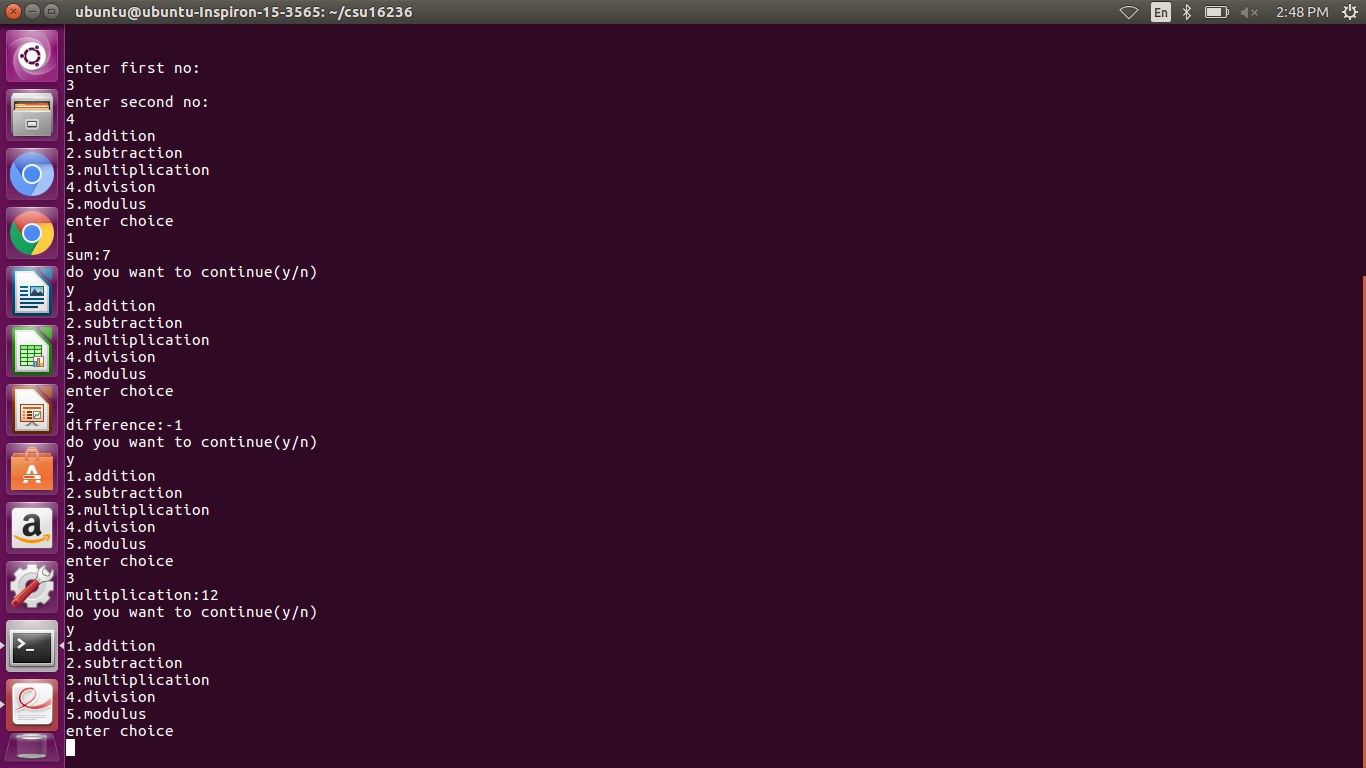 ubuntu@ubuntu-Inspiron-15-3565: ~/csu16236
En
2:48 PM
enter first no:
3
enter second no:
4
1.addition
2.subtraction
3.multiplication
4.division
5.modulus
enter choice
1
sum:7
do you want to continue(y/n)
y
1.addition
2.subtraction
3.multiplication
4.division
5.modulus
enter choice
2
difference:-1
do you want to continue(y/n)
y
1.addition
2.subtraction
3.multiplication
4.division
5.modulus
enter choice
3
multiplication:12
do you want to continue(y/n)
y
1.addition
2.subtraction
3.multiplication
4.division
5.modulus
enter choice